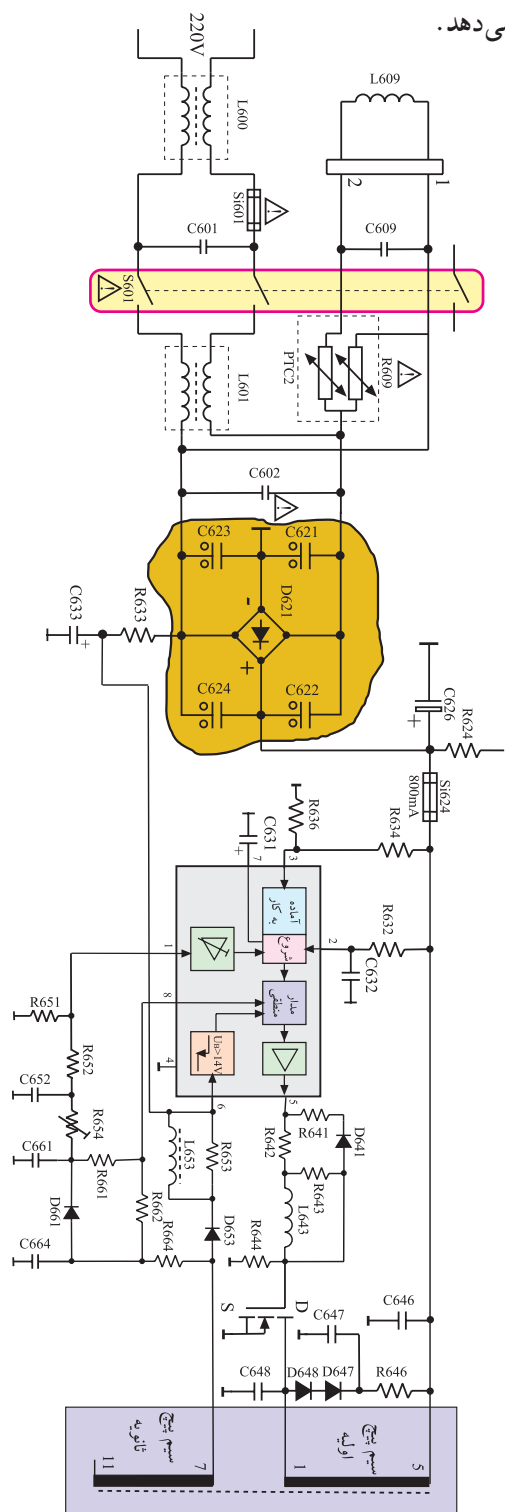 می‌دهد.
220V
L600
L609
Si601
2
1
C601
C609
S601
L601
PTC2
R609
C602
C623
C621
D621
-
+
C624
C622
C633
+
R633
C626
+
R624
Si624
800mA
R636
R634
C631
+
7
3
آماده
به کار
شروع
2
R632
C632
1
8
مدار
منطقی
U_B>14V
4
6
5
R651
R652
C652
R654
C661
R661
D661
R662
C664
R664
L653
R653
D653
R641
R642
D641
R643
L643
R644
S
D
C647
C646
C648
D648
D647
R646
سیم پیچ
ثانویه
11
7
سیم پیچ
اولیه
1
5